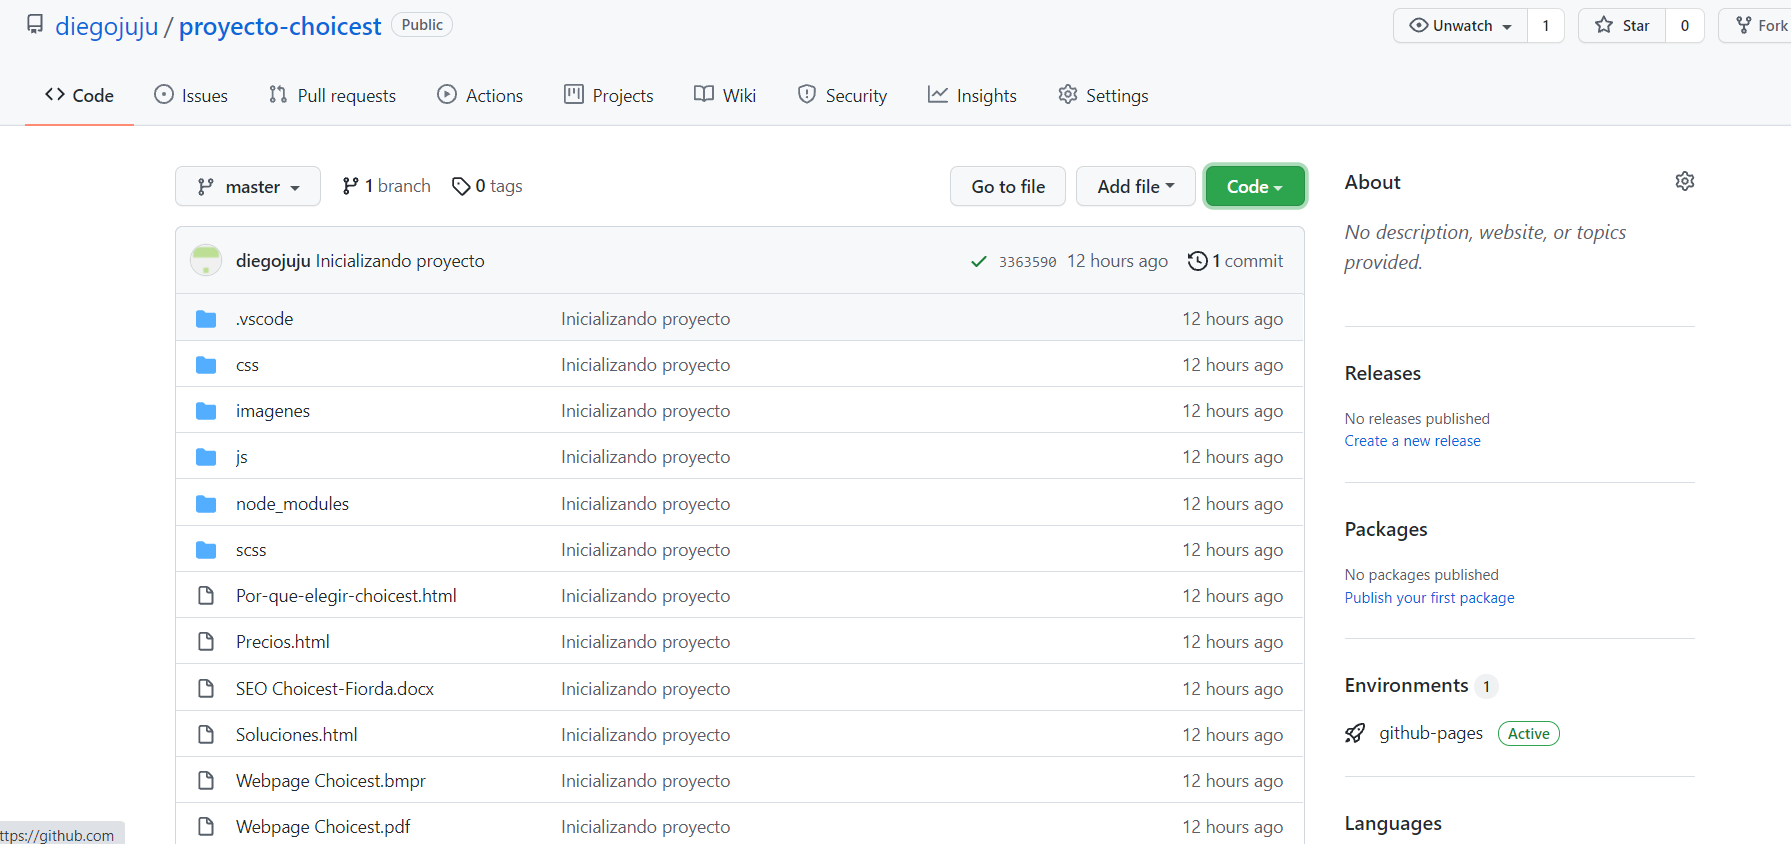 diegojuju / proyecto-choicest Public
Unwatch 1 Star 0 Fork
Code Issues Pull requests Actions Projects Wiki Security Insights Settings
master 1 branch 0 tags Go to file Add file Code
diegojuju Inicializando proyecto 3363590 12 hours ago 1 commit
.vscode Inicializando proyecto 12 hours ago
css Inicializando proyecto 12 hours ago
imagenes Inicializando proyecto 12 hours ago
js Inicializando proyecto 12 hours ago
node_modules Inicializando proyecto 12 hours ago
scss Inicializando proyecto 12 hours ago
Por-que-elegir-choicest.html Inicializando proyecto 12 hours ago
Precios.html Inicializando proyecto 12 hours ago
SEO Choicest-Fiorda.docx Inicializando proyecto 12 hours ago
Soluciones.html Inicializando proyecto 12 hours ago
Webpage Choicest.bmpr Inicializando proyecto 12 hours ago
Webpage Choicest.pdf Inicializando proyecto 12 hours ago
About
No description, website, or topics
provided.
Releases
No releases published
Create a new release
Packages
No packages published
Publish your first package
Environments 1
github-pages Active
Languages
ttps://github.com